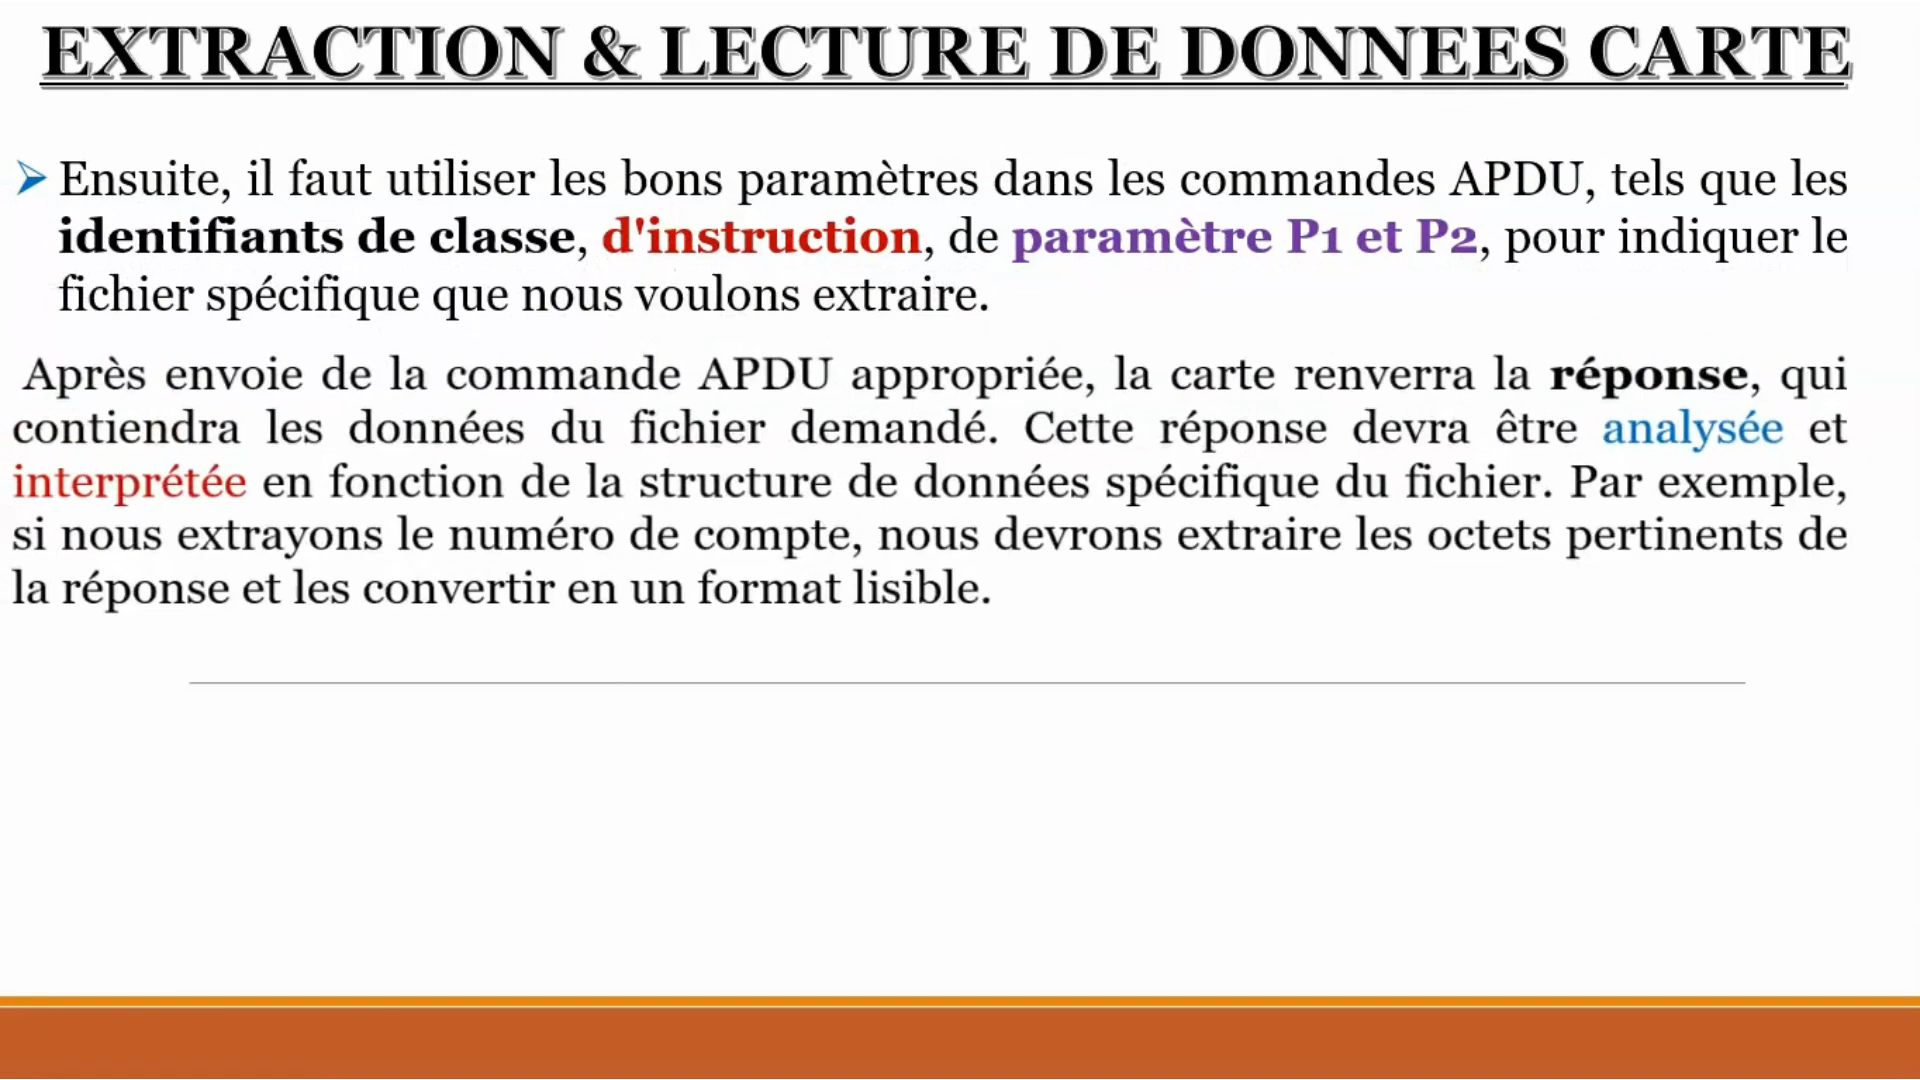 EXTRACTION & LECTURE DE DONNEES CARTE
Ensuite, il faut utiliser les bons paramètres dans les commandes APDU, tels que les
identifiants de classe, d'instruction, de paramètre P1 et P2, pour indiquer le
fichier spécifique que nous voulons extraire.
Après envoie de la commande APDU appropriée, la carte renverra la réponse, qui
contiendra les données du fichier demandé. Cette réponse devra être analysée et
interprétée en fonction de la structure de données spécifique du fichier. Par exemple,
si nous extrayons le numéro de compte, nous devrons extraire les octets pertinents de
la réponse et les convertir en un format lisible.